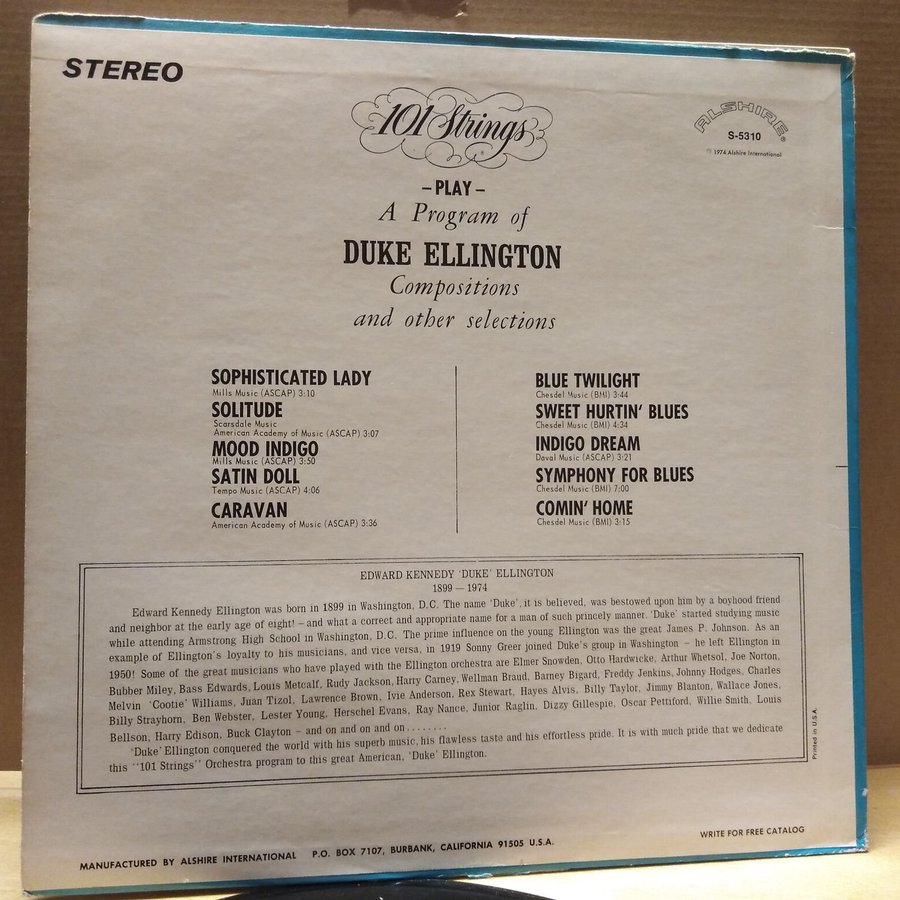 STEREO
101 Strings
ALSHIRE®
S-5310
℗ 1974 Alshire International
– PLAY –
A Program of
DUKE ELLINGTON
Compositions
and other selections
SOPHISTICATED LADY
Mills Music (ASCAP) 3:10
SOLITUDE
Scarsdale Music
American Academy of Music (ASCAP) 3:07
MOOD INDIGO
Mills Music (ASCAP) 3:50
SATIN DOLL
Tempo Music (ASCAP) 4:06
CARAVAN
American Academy of Music (ASCAP) 3:36
BLUE TWILIGHT
Chesdel Music (BMI) 3:44
SWEET HURTIN' BLUES
Chesdel Music (BMI) 4:34
INDIGO DREAM
Daval Music (ASCAP) 3:21
SYMPHONY FOR BLUES
Chesdel Music (BMI) 7:00
COMIN' HOME
Chesdel Music (BMI) 3:15
EDWARD KENNEDY 'DUKE' ELLINGTON
1899 — 1974
Edward Kennedy Ellington was born in 1899 in Washington, D.C. The name 'Duke', it is believed, was bestowed upon him by a boyhood friend
and neighbor at the early age of eight! – and what a correct and appropriate name for a man of such princely manner. 'Duke' started studying music
while attending Armstrong High School in Washington, D.C. The prime influence on the young Ellington was the great James P. Johnson. As an
example of Ellington's loyalty to his musicians, and vice versa, in 1919 Sonny Greer joined Duke's group in Washington – he left Ellington in
1950! Some of the great musicians who have played with the Ellington orchestra are Elmer Snowden, Otto Hardwicke, Arthur Whetsol, Joe Norton,
Bubber Miley, Bass Edwards, Louis Metcalf, Rudy Jackson, Harry Carney, Wellman Braud, Barney Bigard, Freddy Jenkins, Johnny Hodges, Charles
Melvin 'Cootie' Williams, Juan Tizol, Lawrence Brown, Ivie Anderson, Rex Stewart, Hayes Alvis, Billy Taylor, Jimmy Blanton, Wallace Jones,
Billy Strayhorn, Ben Webster, Lester Young, Herschel Evans, Ray Nance, Junior Raglin, Dizzy Gillespie, Oscar Pettiford, Willie Smith, Louis
Bellson, Harry Edison, Buck Clayton – and on and on and on........
'Duke' Ellington conquered the world with his superb music, his flawless taste and his effortless pride. It is with much pride that we dedicate
this "101 Strings" Orchestra program to this great American, 'Duke' Ellington.
Printed in U.S.A.
WRITE FOR FREE CATALOG
MANUFACTURED BY ALSHIRE INTERNATIONAL P.O. BOX 7107, BURBANK, CALIFORNIA 91505 U.S.A.